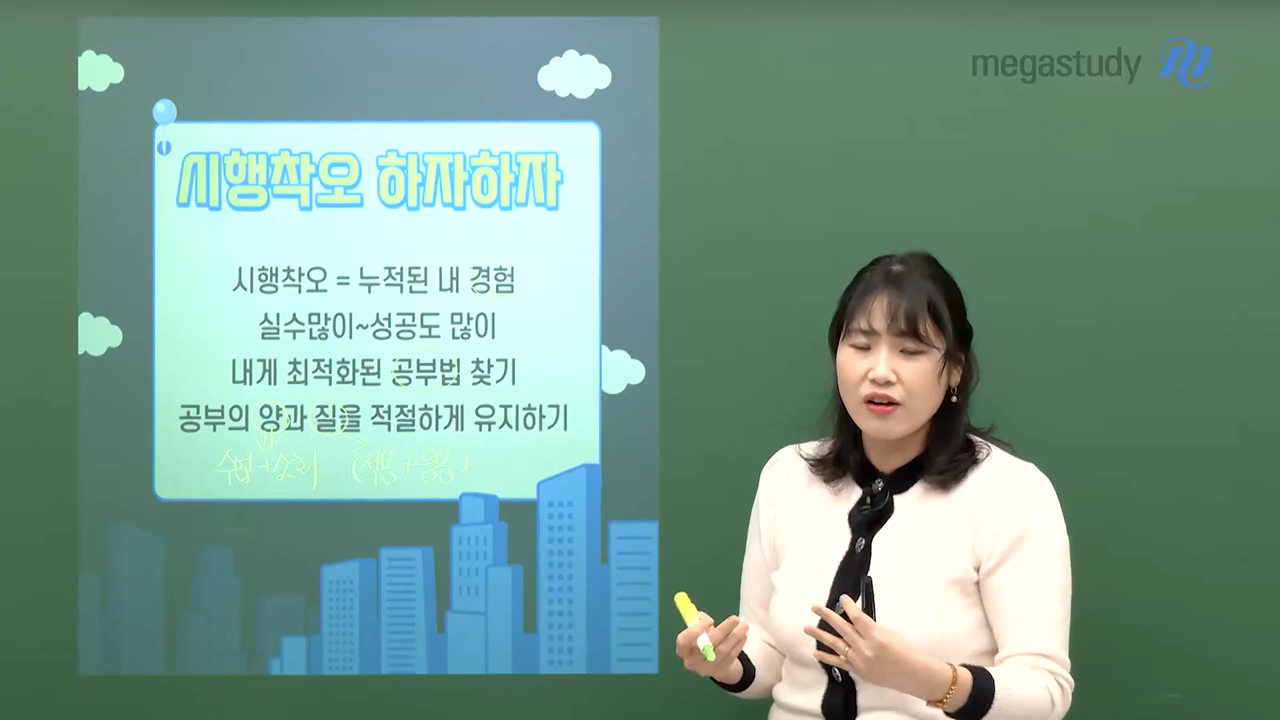 megastudy
시행착오 하자하자
시행착오 = 누적된 내 경험
실수많이~성공도 많이
내게 최적화된 공부법 찾기
공부의 양과 질을 적절하게 유지하기